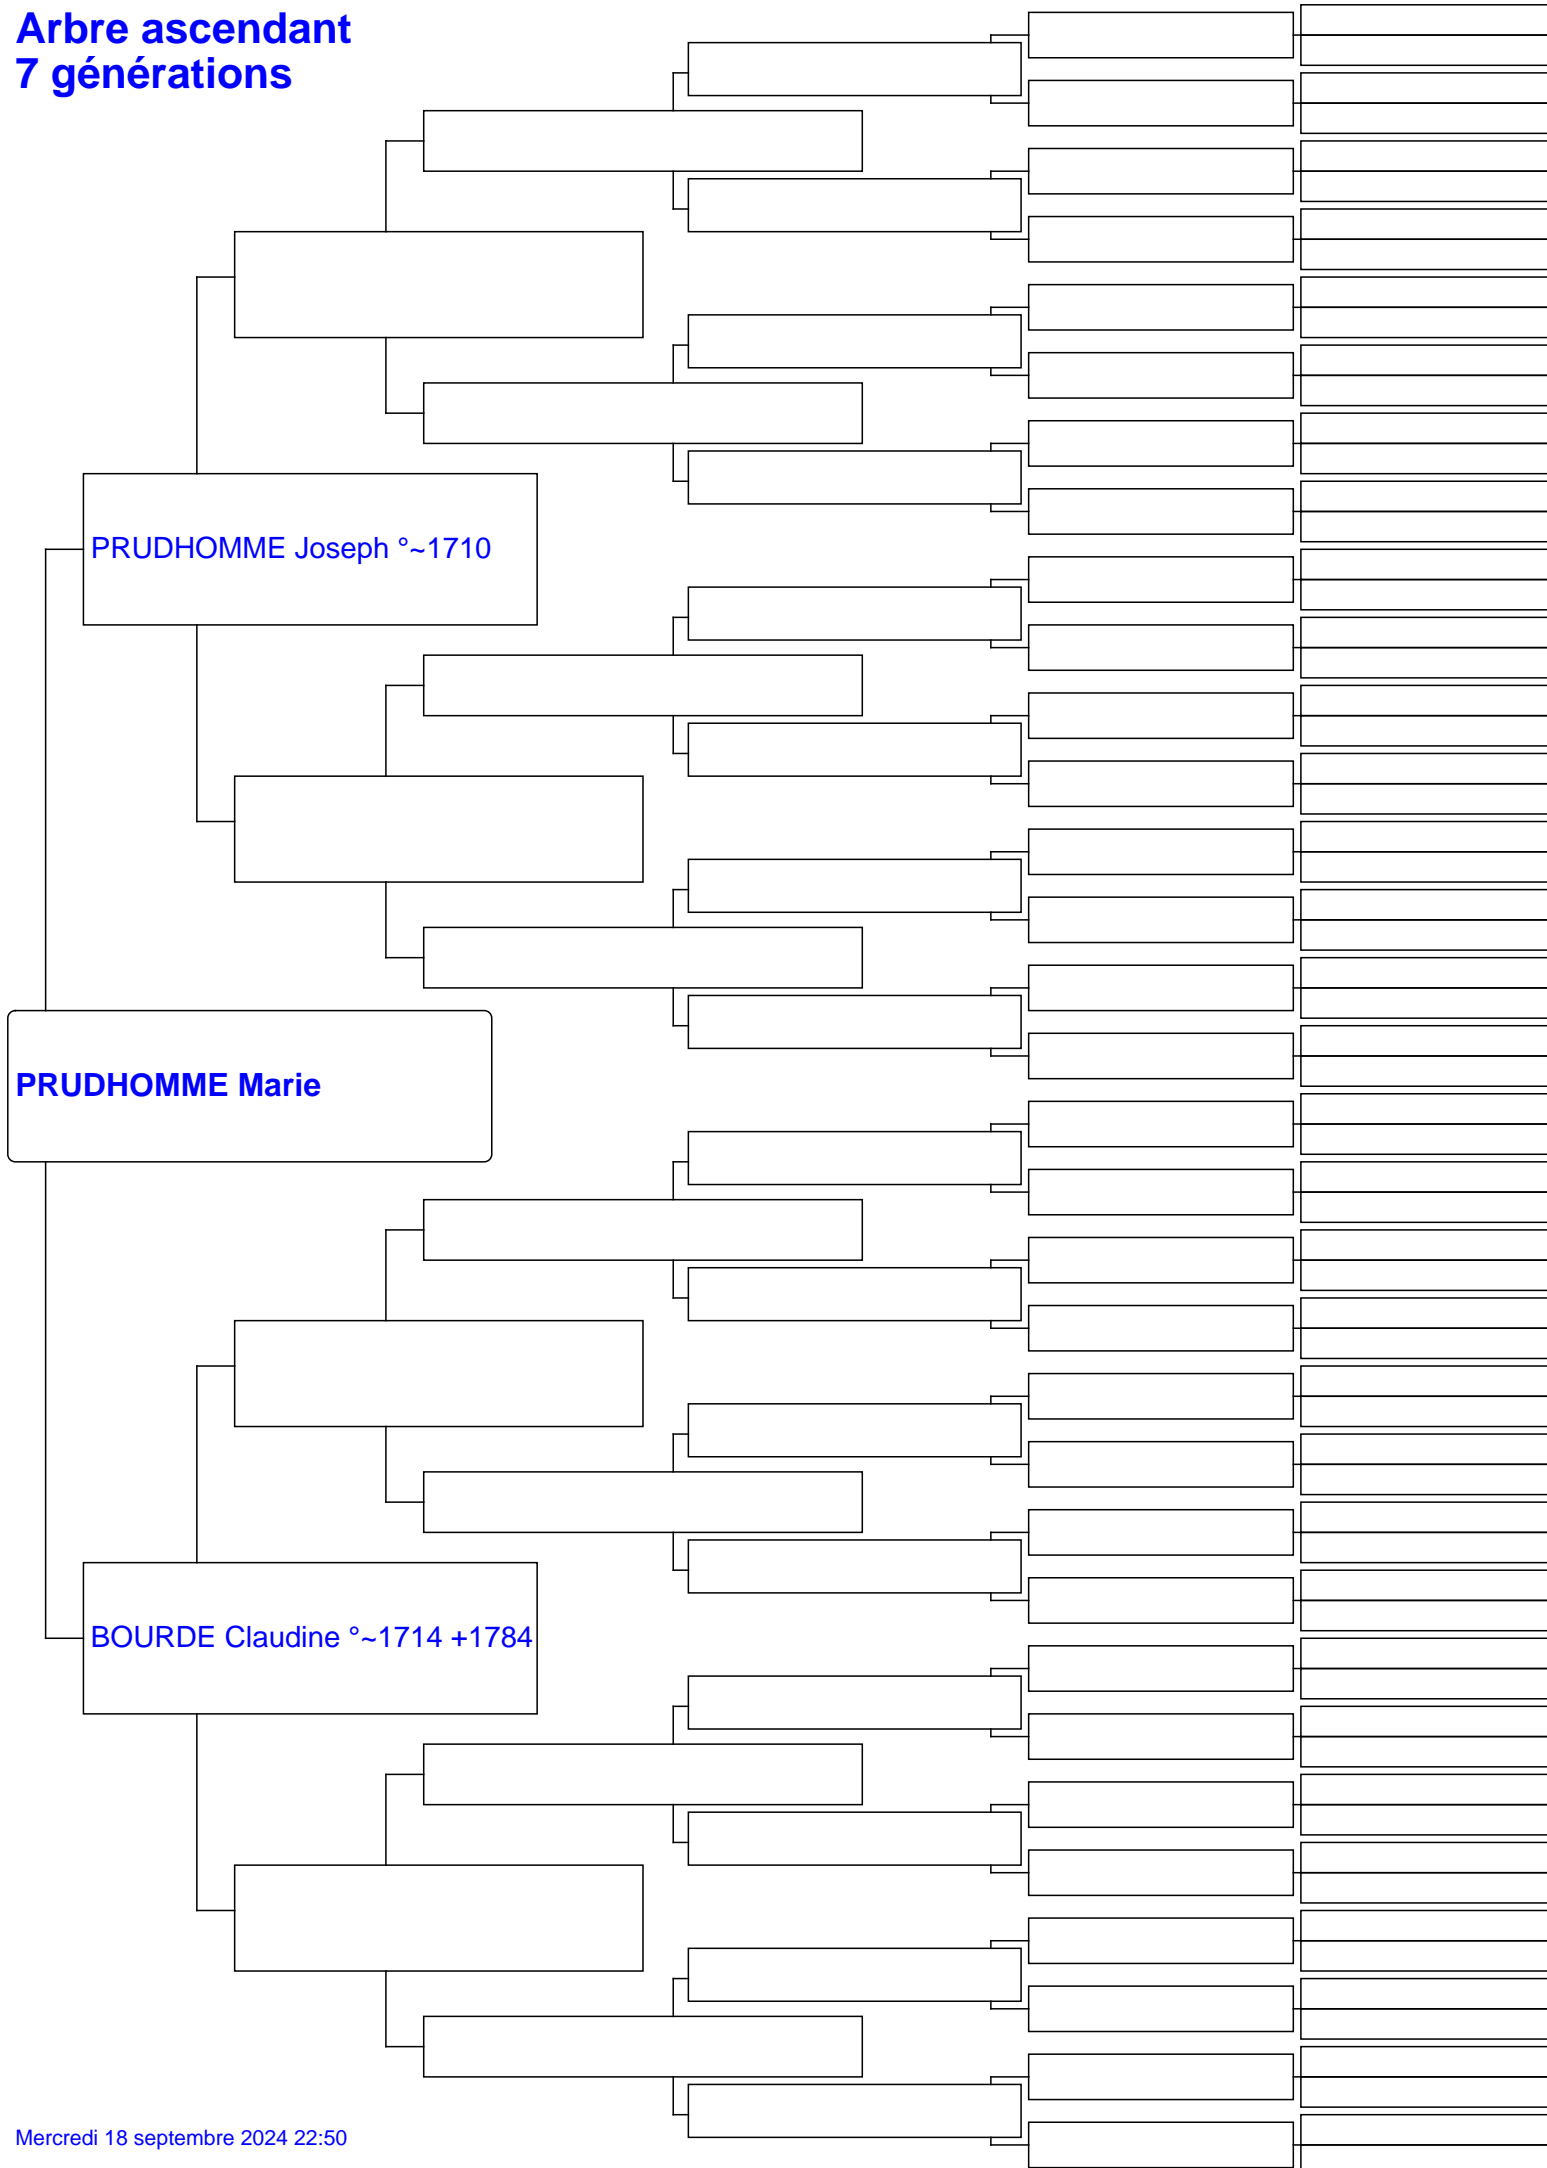 Arbre ascendant
7 générations
PRUDHOMME Joseph °~1710
PRUDHOMME Marie
BOURDE Claudine °~1714 +1784
Mercredi 18 septembre 2024 22:50